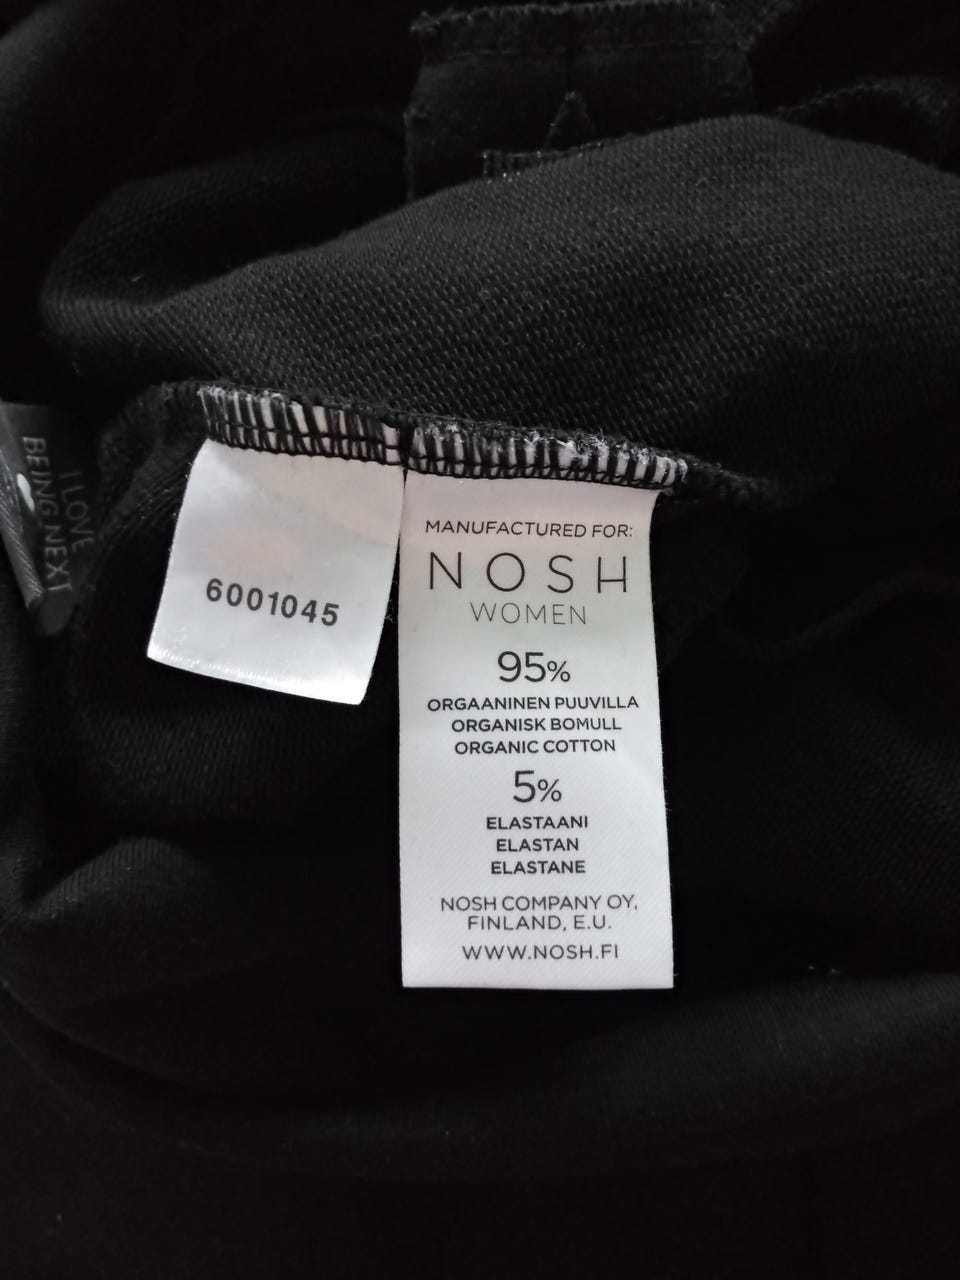 I LOVE
BEING NEXT
6001045
MANUFACTURED FOR:
NOSH
WOMEN
95%
ORGAANINEN PUUVILLA
ORGANISK BOMULL
ORGANIC COTTON
5%
ELASTAANI
ELASTAN
ELASTANE
NOSH COMPANY OY,
FINLAND, E.U.
WWW.NOSH.FI